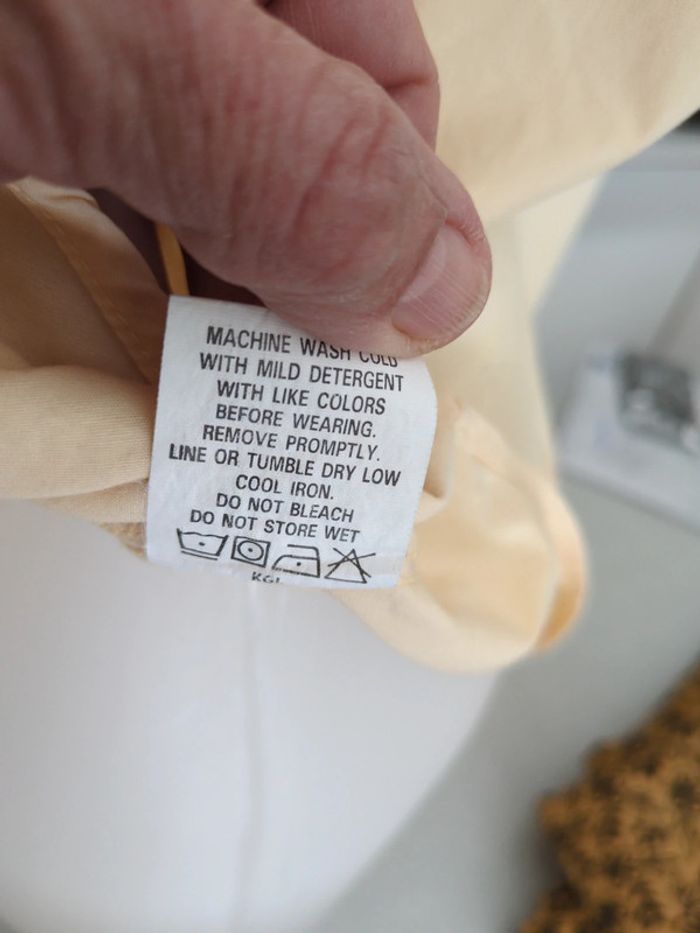 MACHINE WASH COLD
WITH MILD DETERGENT
WITH LIKE COLORS
BEFORE WEARING.
REMOVE PROMPTLY.
LINE OR TUMBLE DRY LOW
COOL IRON.
DO NOT BLEACH
DO NOT STORE WET